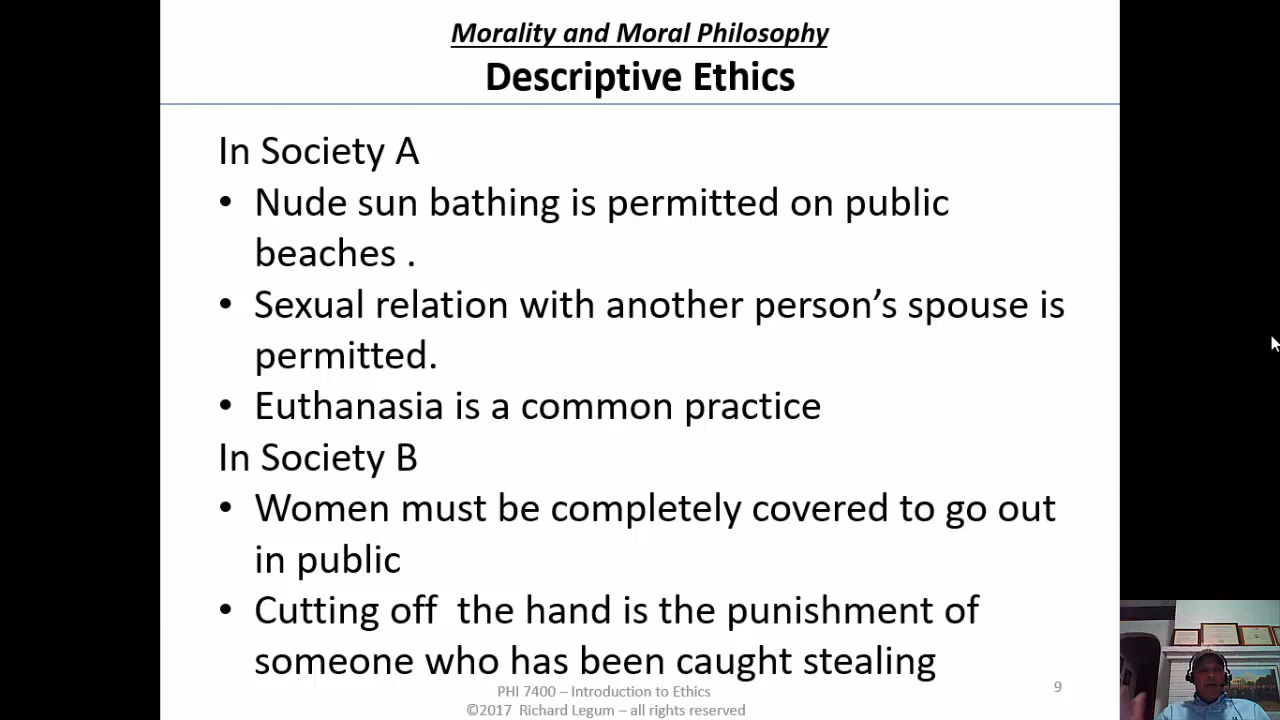 Morality and Moral Philosophy
Descriptive Ethics
In Society A
• Nude sun bathing is permitted on public
beaches .
• Sexual relation with another person’s spouse is
permitted.
• Euthanasia is a common practice
In Society B
• Women must be completely covered to go out
in public
• Cutting off  the hand is the punishment of
someone who has been caught stealing
PHI 7400 – Introduction to Ethics
©2017  Richard Legum – all rights reserved
9